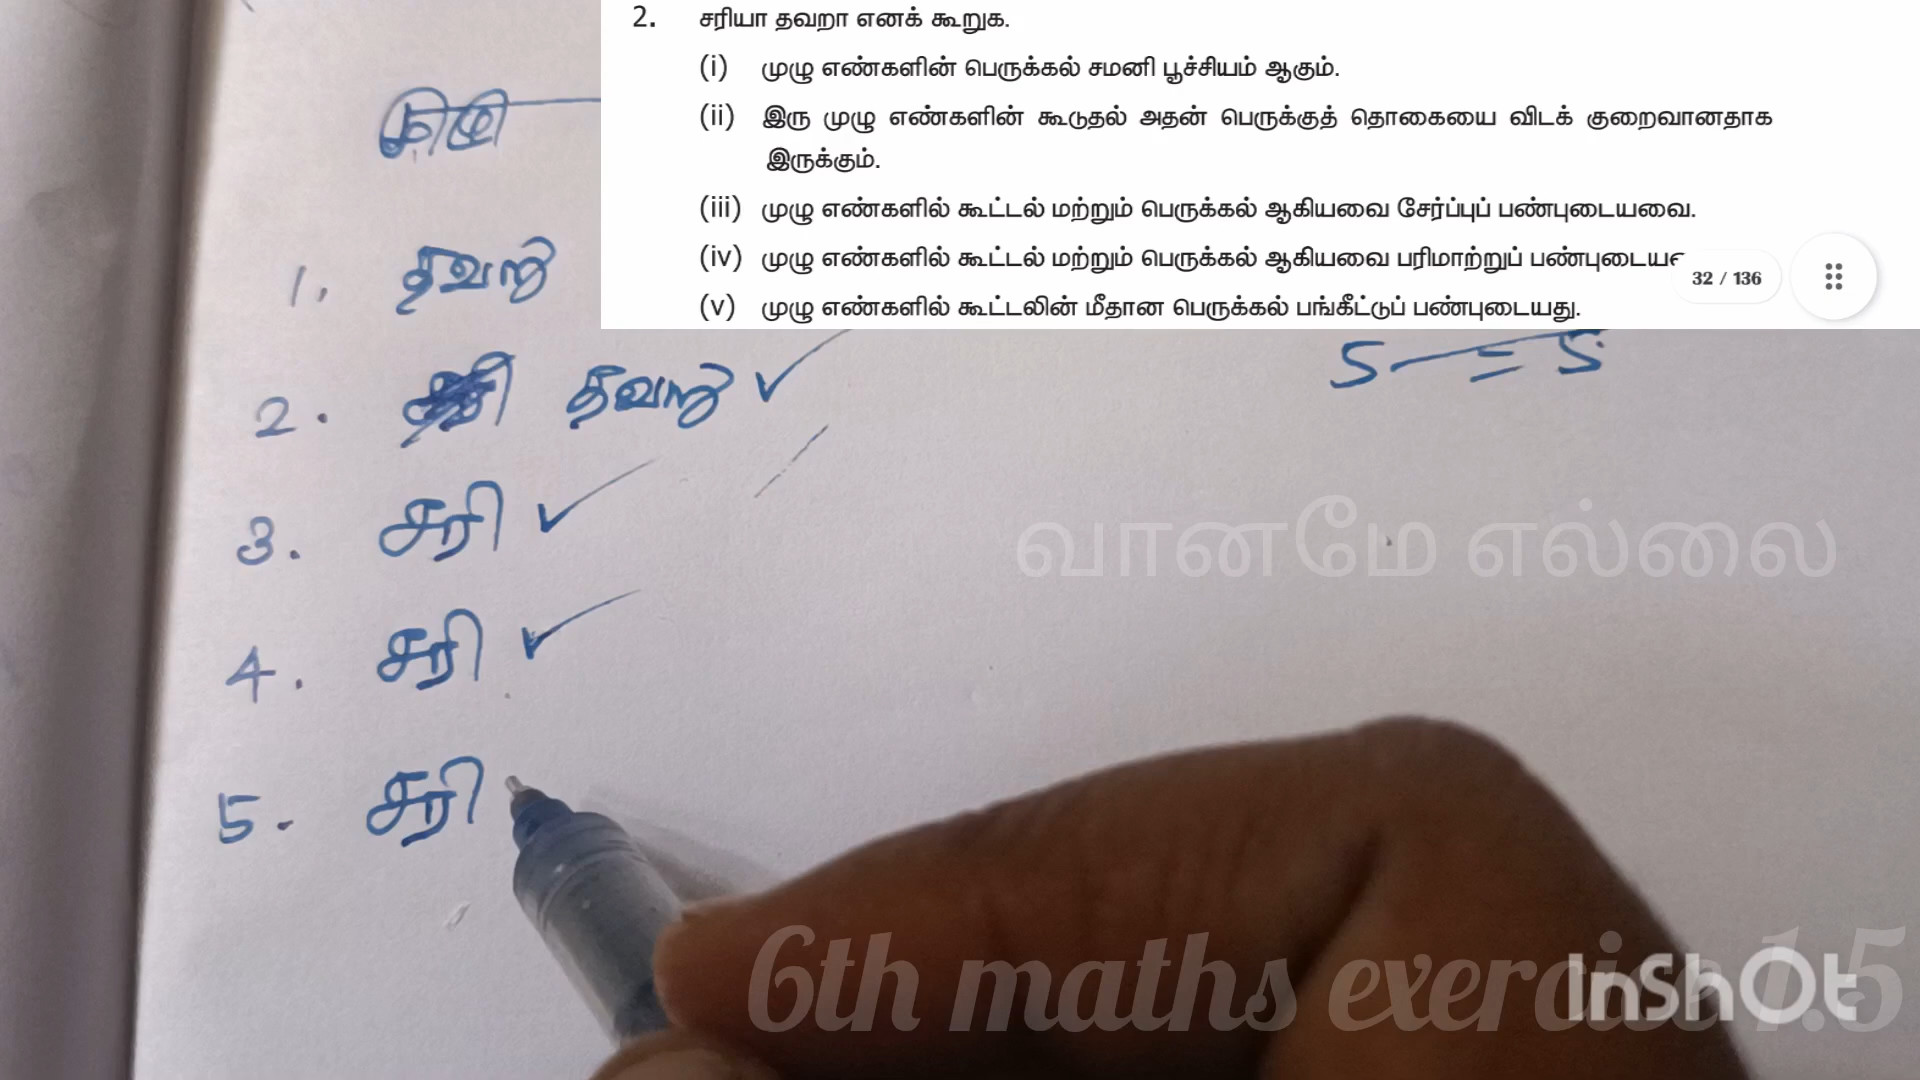 2. சரியா தவறா எனக் கூறுக.
(i) முழு எண்களின் பெருக்கல் சமனி பூச்சியம் ஆகும்.
(ii) இரு முழு எண்களின் கூடுதல் அதன் பெருக்குத் தொகையை விடக் குறைவானதாக
இருக்கும்.
(iii) முழு எண்களில் கூட்டல் மற்றும் பெருக்கல் ஆகியவை சேர்ப்புப் பண்புடையவை.
(iv) முழு எண்களில் கூட்டல் மற்றும் பெருக்கல் ஆகியவை பரிமாற்றுப் பண்புடைய
32 / 136
(v) முழு எண்களில் கூட்டலின் மீதான பெருக்கல் பங்கீட்டுப் பண்புடையது.
1. தவறு
2. தவறு ✓
3. சரி ✓
4. சரி ✓
5. சரி
வானமே எல்லை
6th maths exercise 1.5
InShOt